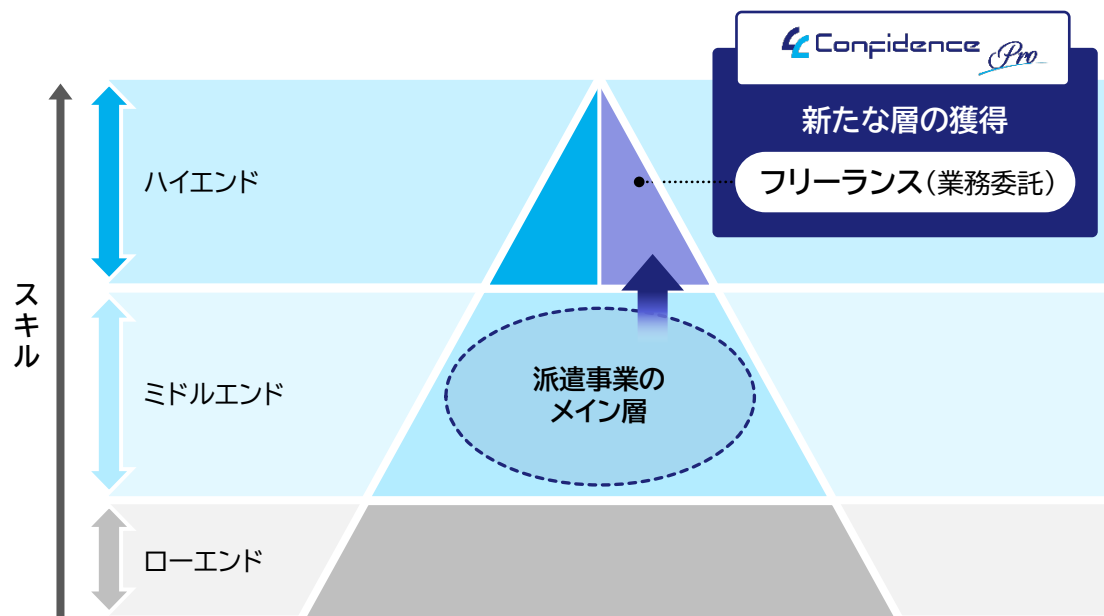 Confidence Pro
新たな層の獲得
フリーランス(業務委託)
スキル
ハイエンド
ミドルエンド
派遣事業の
メイン層
ローエンド